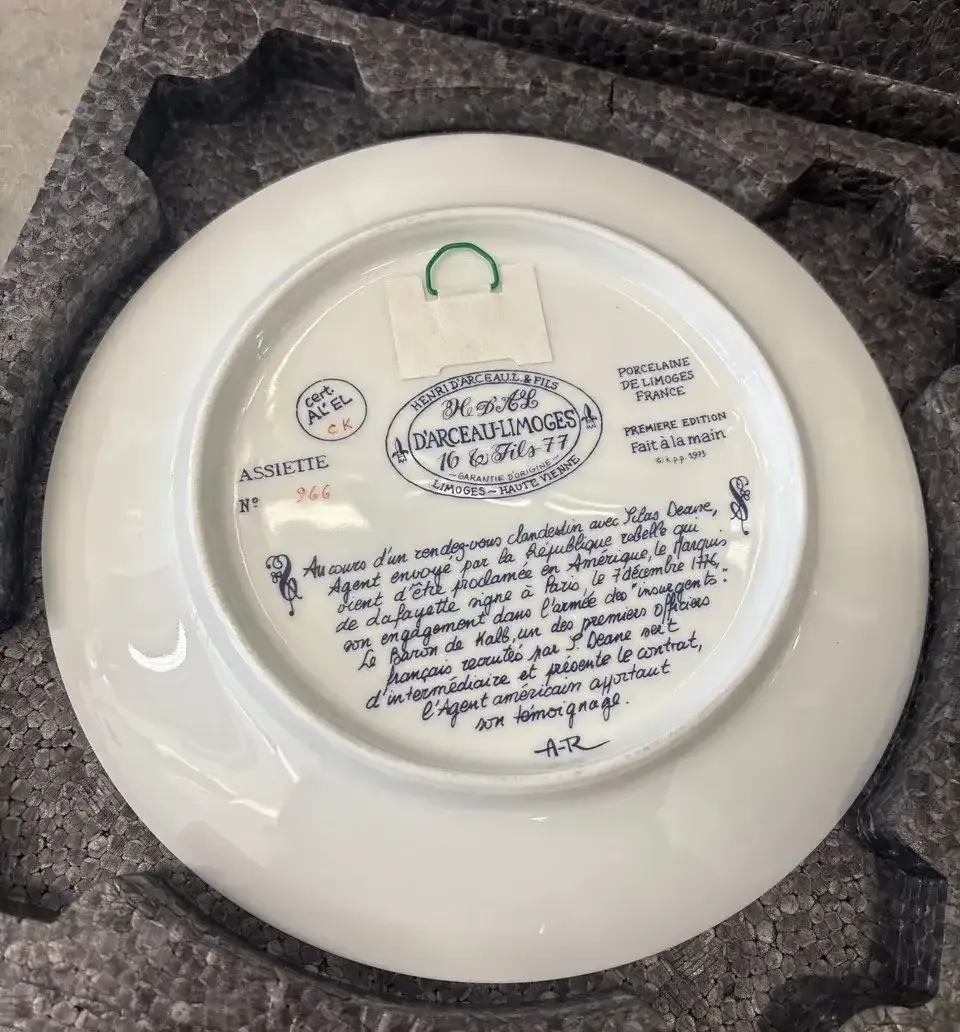 HENRI D'ARCEAU.L. & FILS
H.D'A&L
D'ARCEAU-LIMOGES
16 & Fils 77
~GARANTIE D'ORIGINE~
LIMOGES ~ HAUTE VIENNE
cert.
AL. EL
C K
PORCELAINE
DE LIMOGES
FRANCE
PREMIERE EDITION
Fait à la main
© K.p.p. 1973
ASSIETTE
Nº 966
Au cours d'un rendez-vous clandestin avec Silas Deane,
Agent envoyé par la République rebelle qui
vient d'être proclamée en Amérique, le Marquis
de Lafayette signe à Paris, le 7 décembre 1776,
son engagement dans l'armée des "insurgents".
Le Baron de Kalb, un des premiers Officiers
français recrutés par S. Deane sert
d'intermédiaire et présente le contrat,
l'Agent américain apportant
son témoignage.
A-R